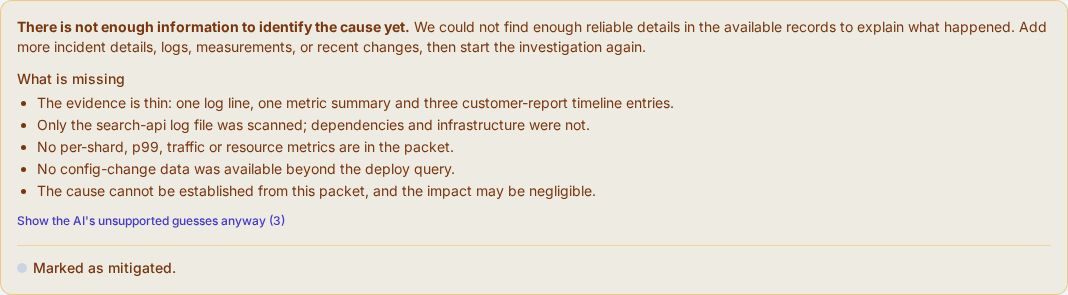 There is not enough information to identify the cause yet. We could not find enough reliable details in the available records to explain what happened. Add
more incident details, logs, measurements, or recent changes, then start the investigation again.
What is missing
• The evidence is thin: one log line, one metric summary and three customer-report timeline entries.
• Only the search-api log file was scanned; dependencies and infrastructure were not.
• No per-shard, p99, traffic or resource metrics are in the packet.
• No config-change data was available beyond the deploy query.
• The cause cannot be established from this packet, and the impact may be negligible.
Show the AI's unsupported guesses anyway (3)
Marked as mitigated.